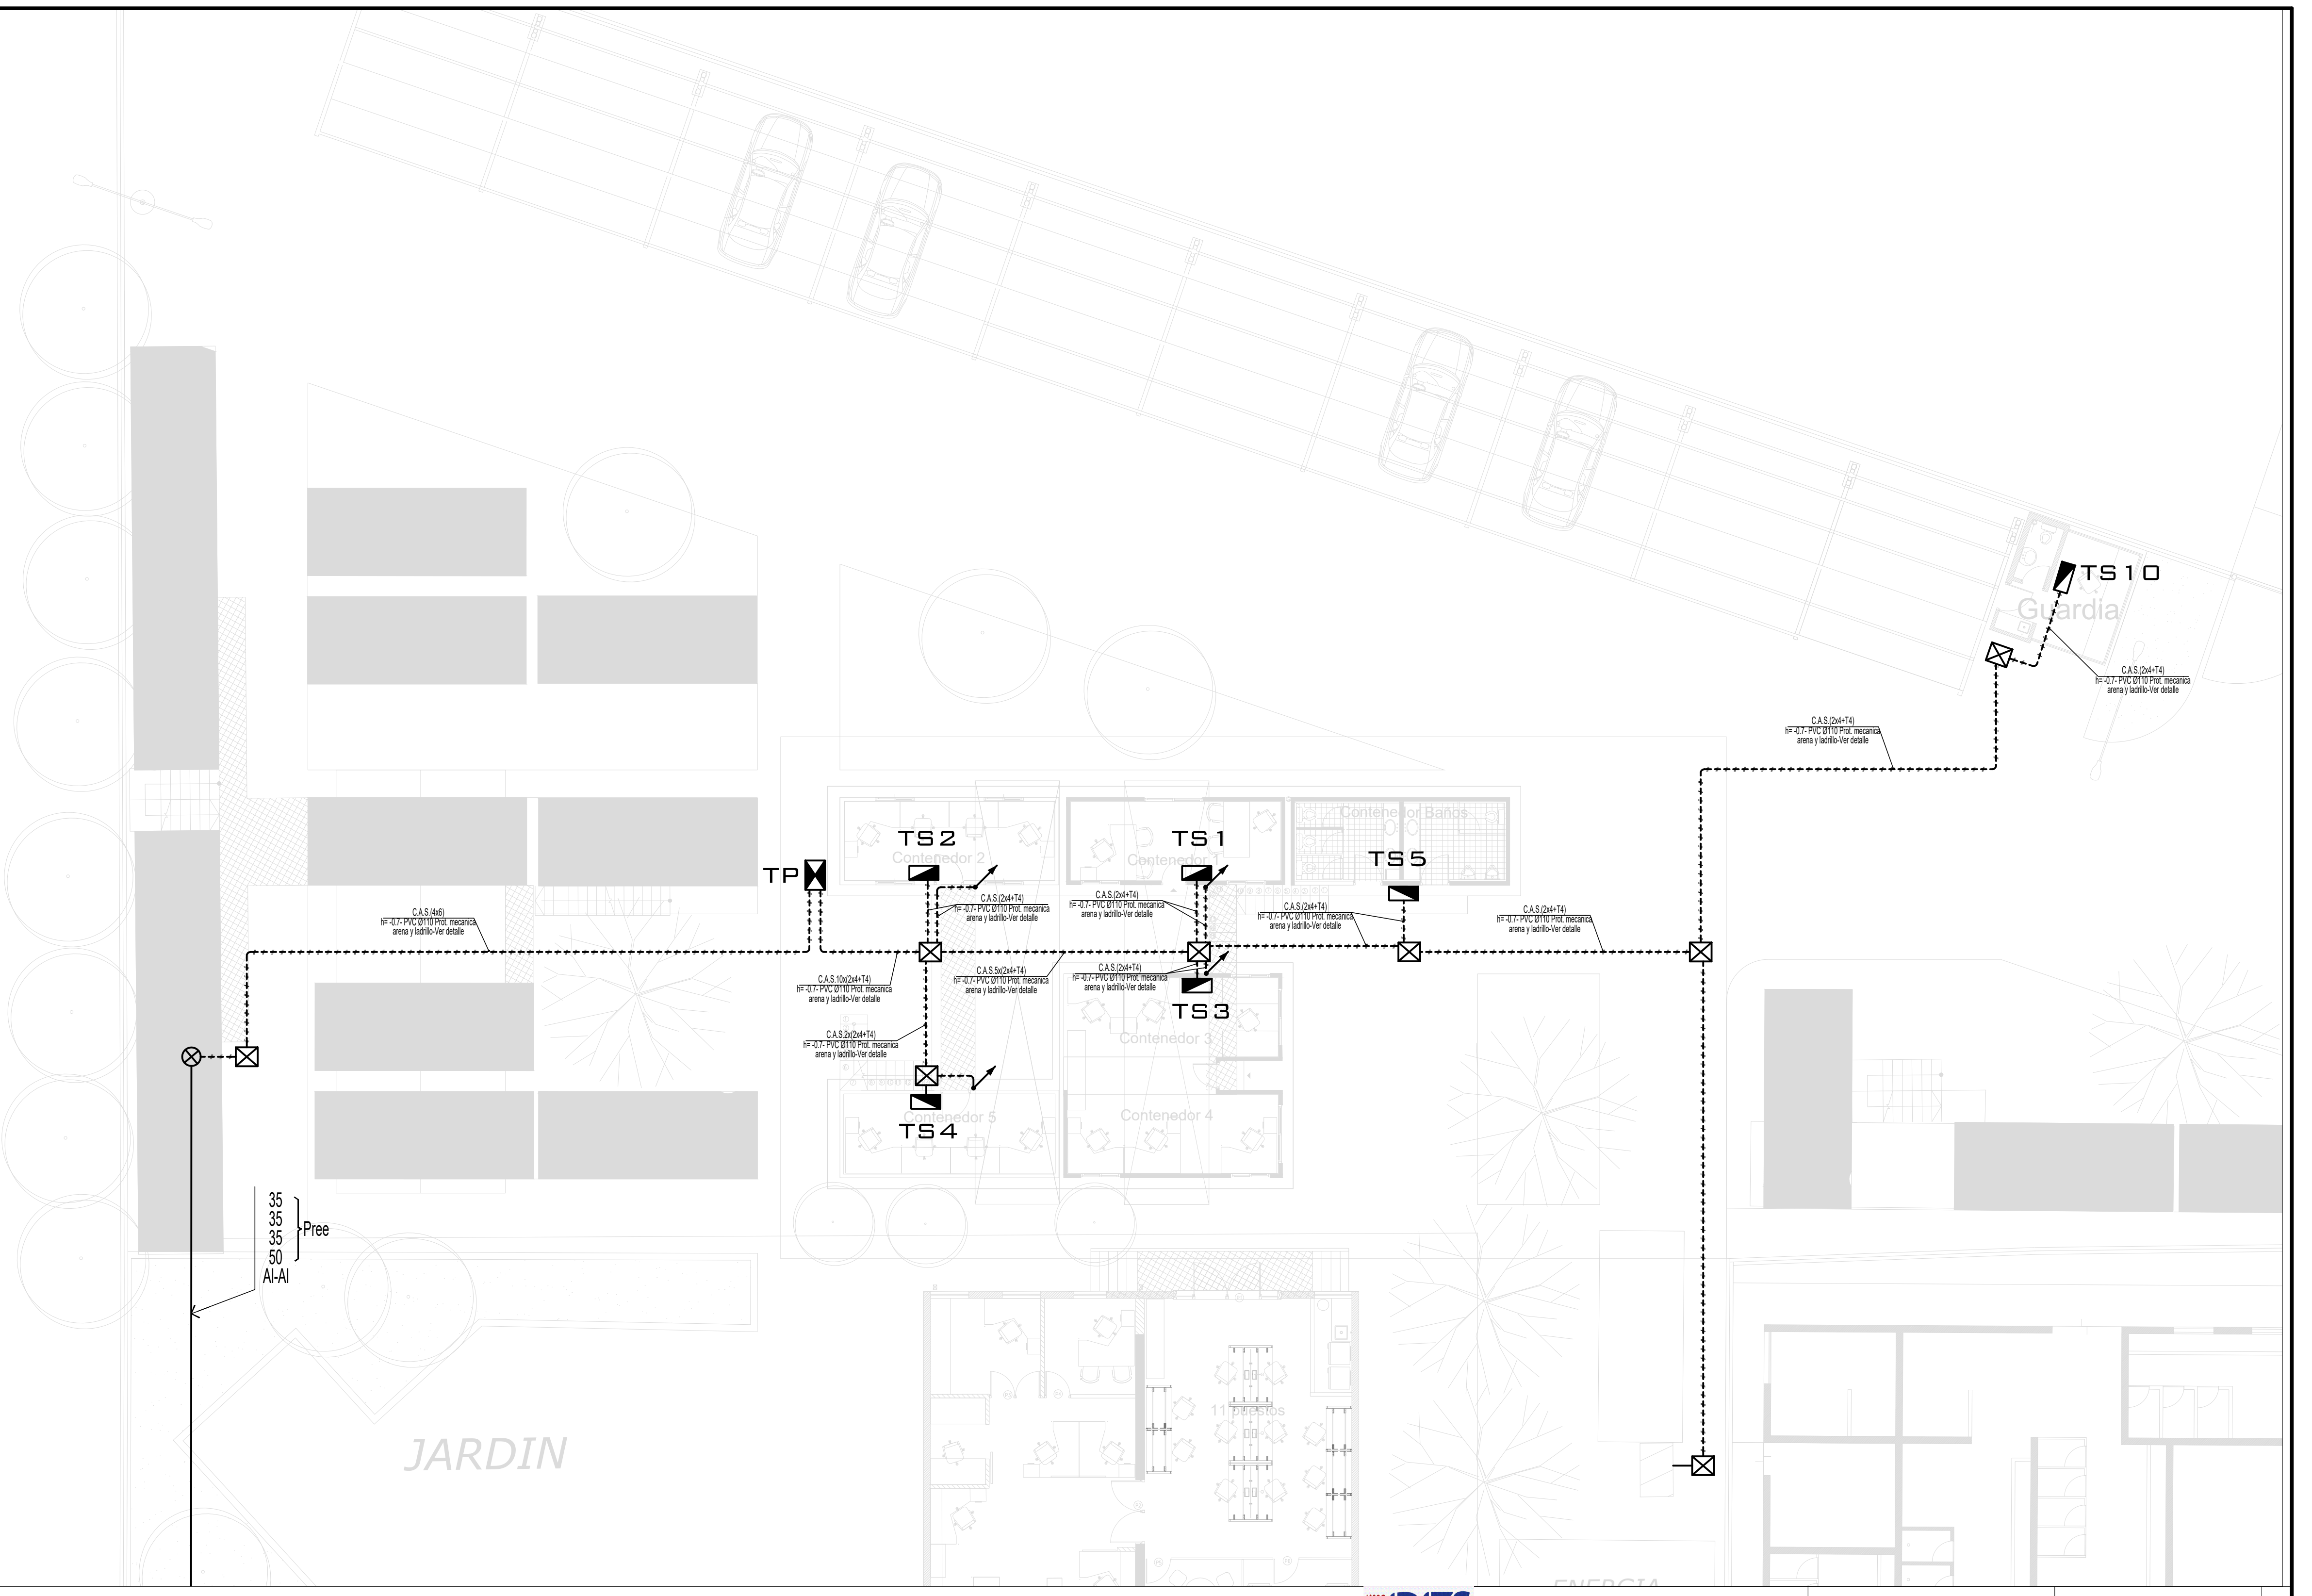 TS10
Guardia
C.A.S.(2x4+T4)
h= -0.7- PVC Ø110 Prot. mecanica
arena y ladrillo-Ver detalle
C.A.S.(2x4+T4)
h= -0.7- PVC Ø110 Prot. mecanica
arena y ladrillo-Ver detalle
Contenedor Baños
TS2
Contenedor 2
TS1
Contenedor 1
TS5
TP
C.A.S.(4x6)
h= -0.7- PVC Ø110 Prot. mecanica
arena y ladrillo-Ver detalle
C.A.S.(2x4+T4)
h= -0.7- PVC Ø110 Prot. mecanica
arena y ladrillo-Ver detalle
C.A.S.(2x4+T4)
h= -0.7- PVC Ø110 Prot. mecanica
arena y ladrillo-Ver detalle
C.A.S.(2x4+T4)
h= -0.7- PVC Ø110 Prot. mecanica
arena y ladrillo-Ver detalle
C.A.S.(2x4+T4)
h= -0.7- PVC Ø110 Prot. mecanica
arena y ladrillo-Ver detalle
C.A.S.10x(2x4+T4)
h= -0.7- PVC Ø110 Prot. mecanica
arena y ladrillo-Ver detalle
C.A.S.5x(2x4+T4)
h= -0.7- PVC Ø110 Prot. mecanica
arena y ladrillo-Ver detalle
C.A.S.(2x4+T4)
h= -0.7- PVC Ø110 Prot. mecanica
arena y ladrillo-Ver detalle
TS3
Contenedor 3
C.A.S.2x(2x4+T4)
h= -0.7- PVC Ø110 Prot. mecanica
arena y ladrillo-Ver detalle
Contenedor 5
Contenedor 4
TS4
35
35
35
50
Pree
Al-Al
11 puestos
JARDIN
ENERGIA